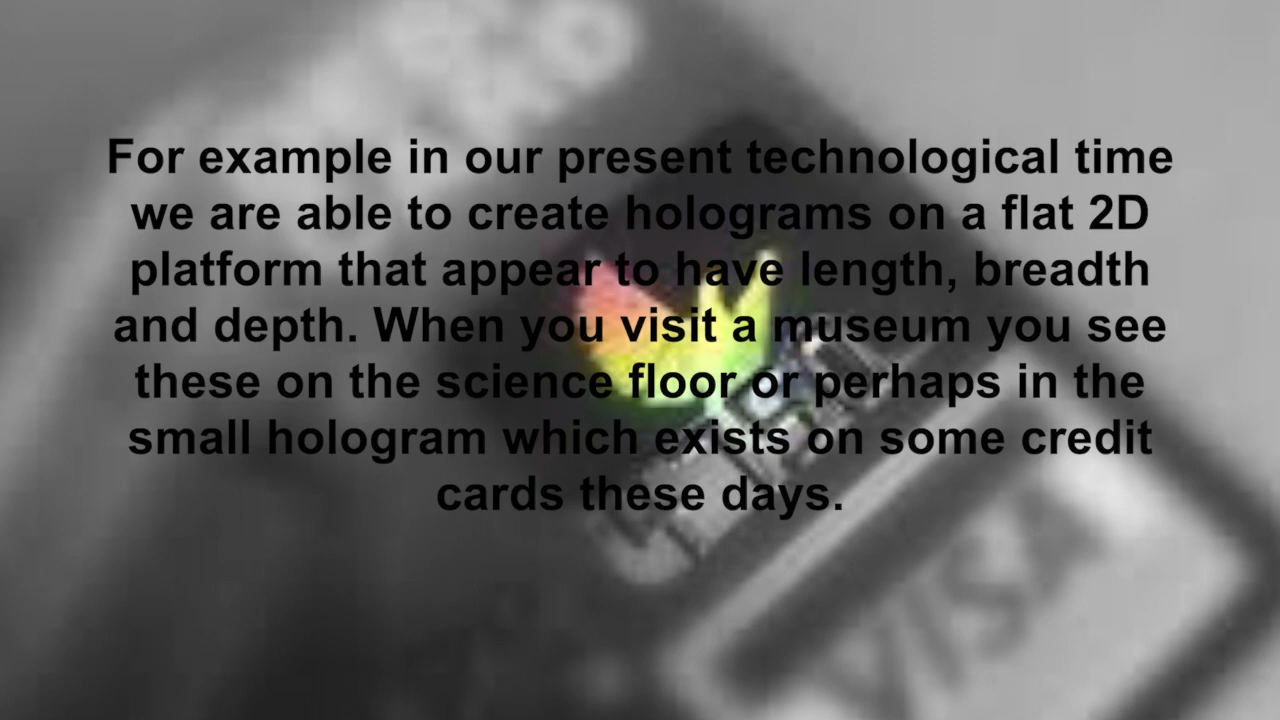 For example in our present technological time
we are able to create holograms on a flat 2D
platform that appear to have length, breadth
and depth. When you visit a museum you see
these on the science floor or perhaps in the
small hologram which exists on some credit
cards these days.
VISA